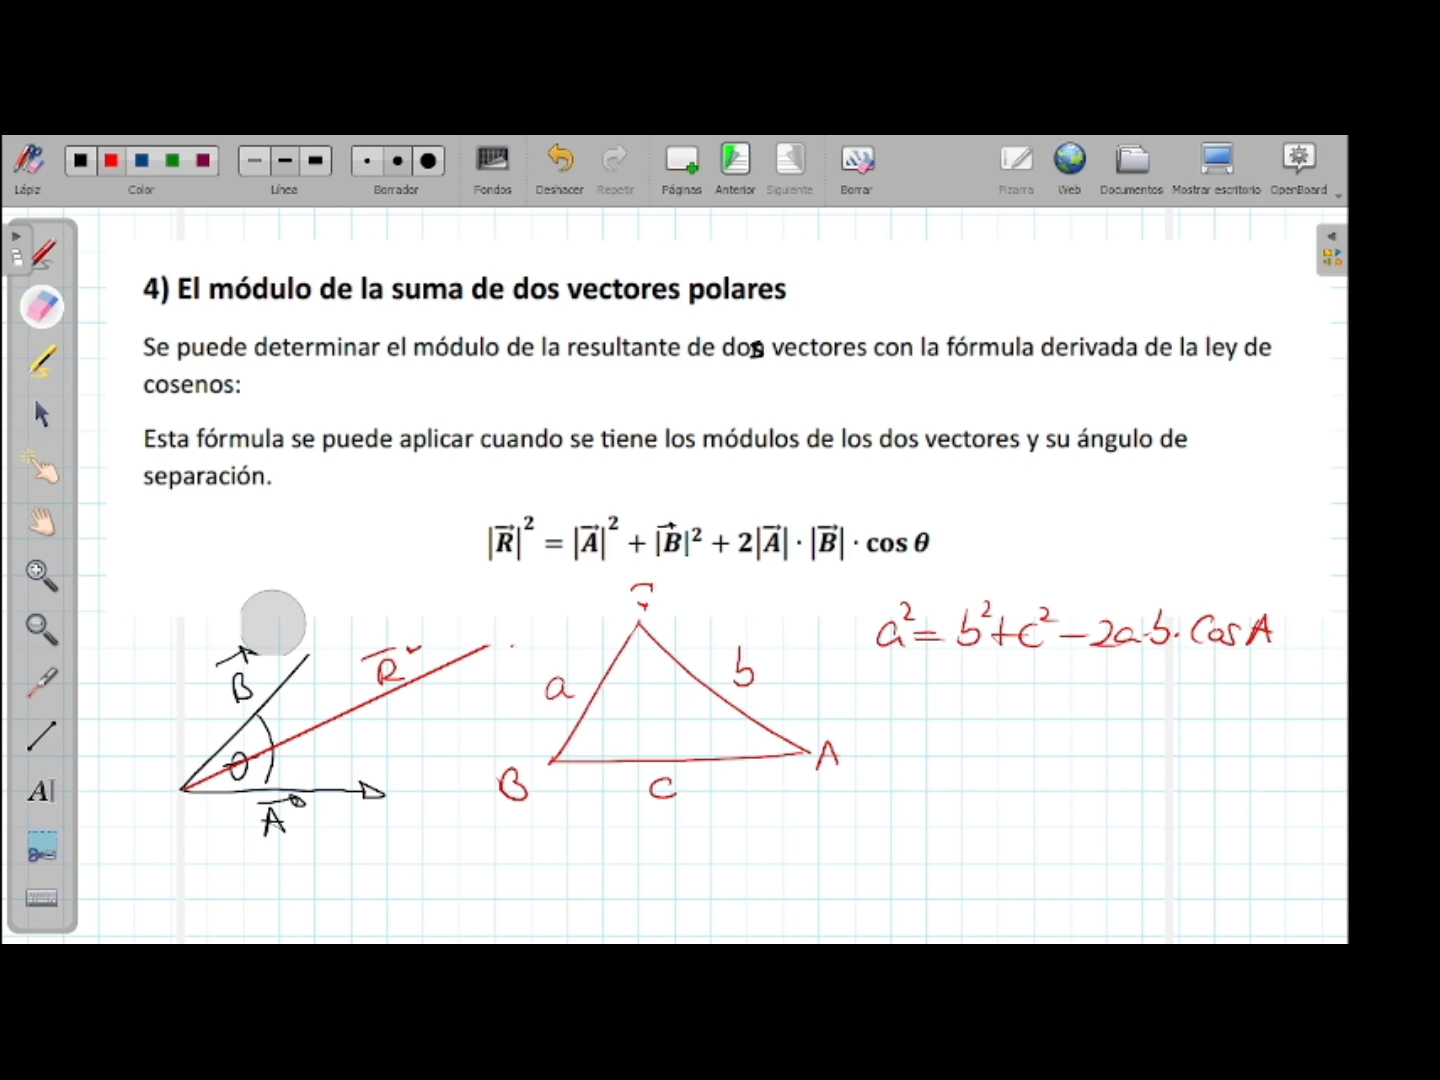 Lápiz Color Línea Borrador Fondos Deshacer Repetir Páginas Anterior Siguiente Borrar Pizarra Web Documentos Mostrar escritorio OpenBoard
4) El módulo de la suma de dos vectores polares
Se puede determinar el módulo de la resultante de dos vectores con la fórmula derivada de la ley de
cosenos:
Esta fórmula se puede aplicar cuando se tiene los módulos de los dos vectores y su ángulo de
separación.
|R⃗|² = |A⃗|² + |B⃗|² + 2|A⃗| · |B⃗| · cos θ
a² = b² + c² − 2a·b· Cos A
B⃗ R⃗ a b
θ A
A⃗ B c
AI